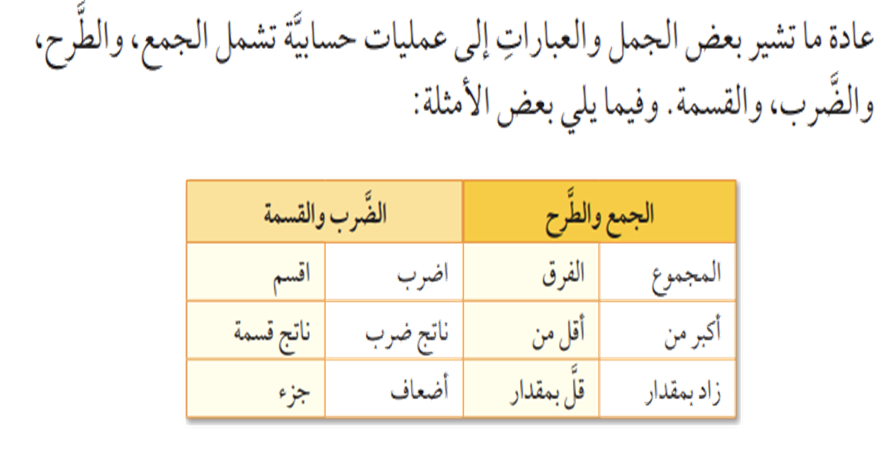 عادة ما تشير بعض الجمل والعباراتِ إلى عمليات حسابيَّة تشمل الجمع، والطَّرح،
والضَّرب، والقسمة. وفيما يلي بعض الأمثلة:
الجمع والطَّرح الضَّرب والقسمة
المجموع الفرق اضرب اقسم
أكبر من أقل من ناتج ضرب ناتج قسمة
زاد بمقدار قلَّ بمقدار أضعاف جزء